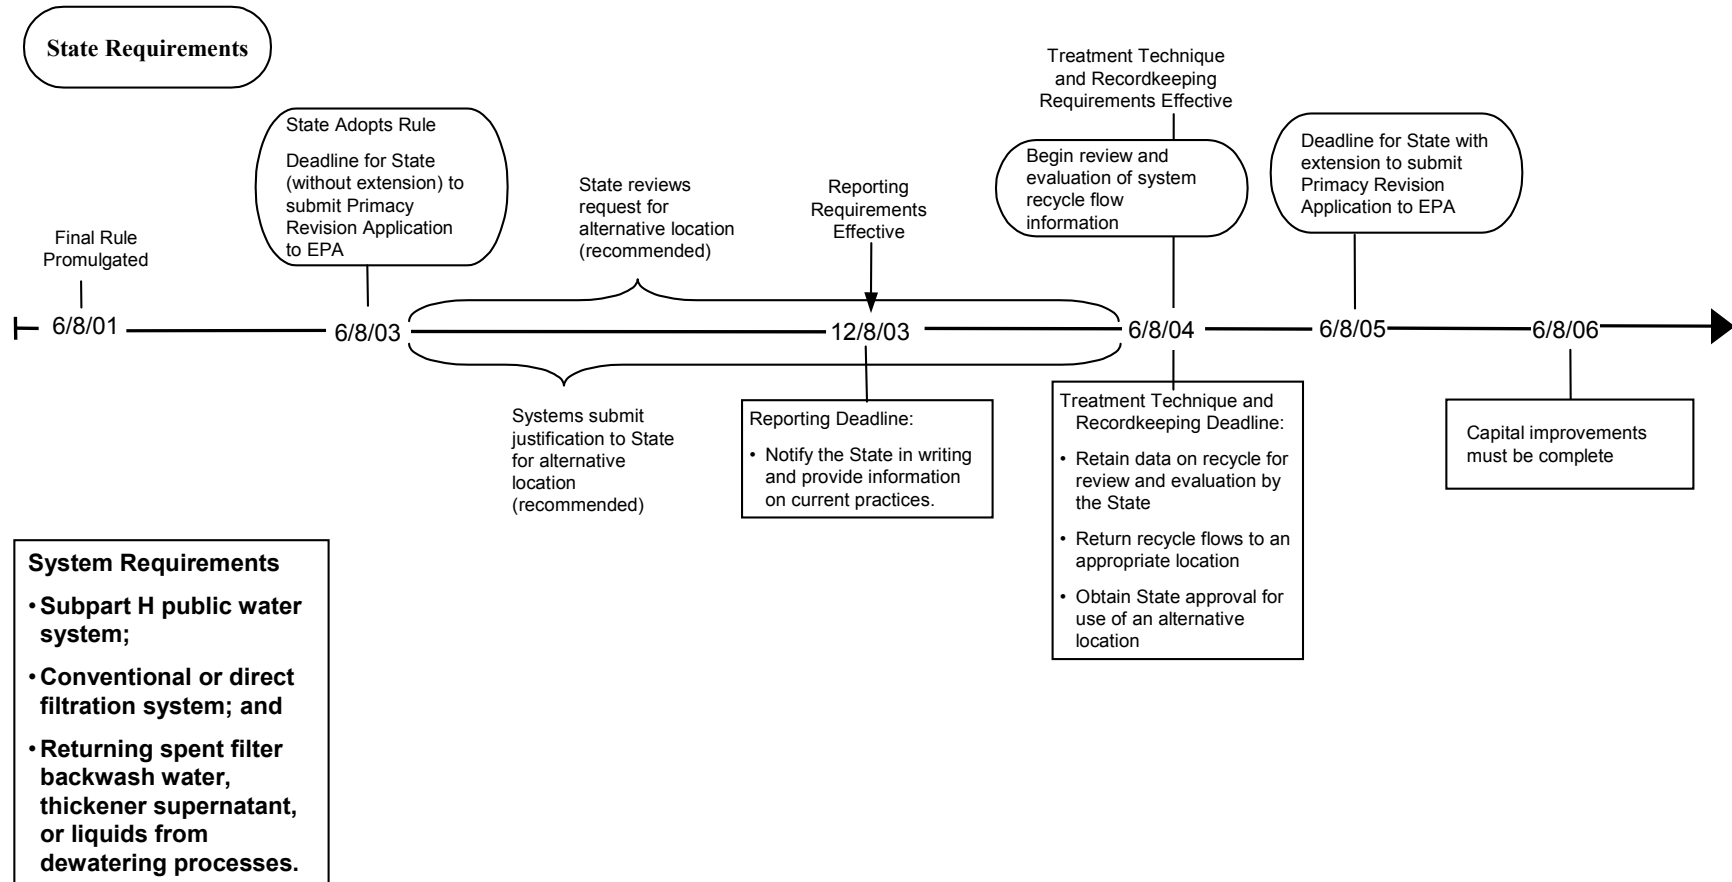 State Requirements
Treatment Technique
and Recordkeeping
Requirements Effective
State Adopts Rule
Deadline for State
(without extension) to
submit Primacy
Revision Application
to EPA
State reviews
request for
alternative location
(recommended)
Reporting
Requirements
Effective
Begin review and
evaluation of system
recycle flow
information
Deadline for State with
extension to submit
Primacy Revision
Application to EPA
Final Rule
Promulgated
6/8/01
6/8/03
12/8/03
6/8/04
6/8/05
6/8/06
Systems submit
justification to State
for alternative
location
(recommended)
Reporting Deadline:
• Notify the State in writing
and provide information
on current practices.
Treatment Technique and
Recordkeeping Deadline:
• Retain data on recycle for
review and evaluation by
the State
• Return recycle flows to an
appropriate location
• Obtain State approval for
use of an alternative
location
Capital improvements
must be complete
System Requirements
• Subpart H public water
system;
• Conventional or direct
filtration system; and
• Returning spent filter
backwash water,
thickener supernatant,
or liquids from
dewatering processes.